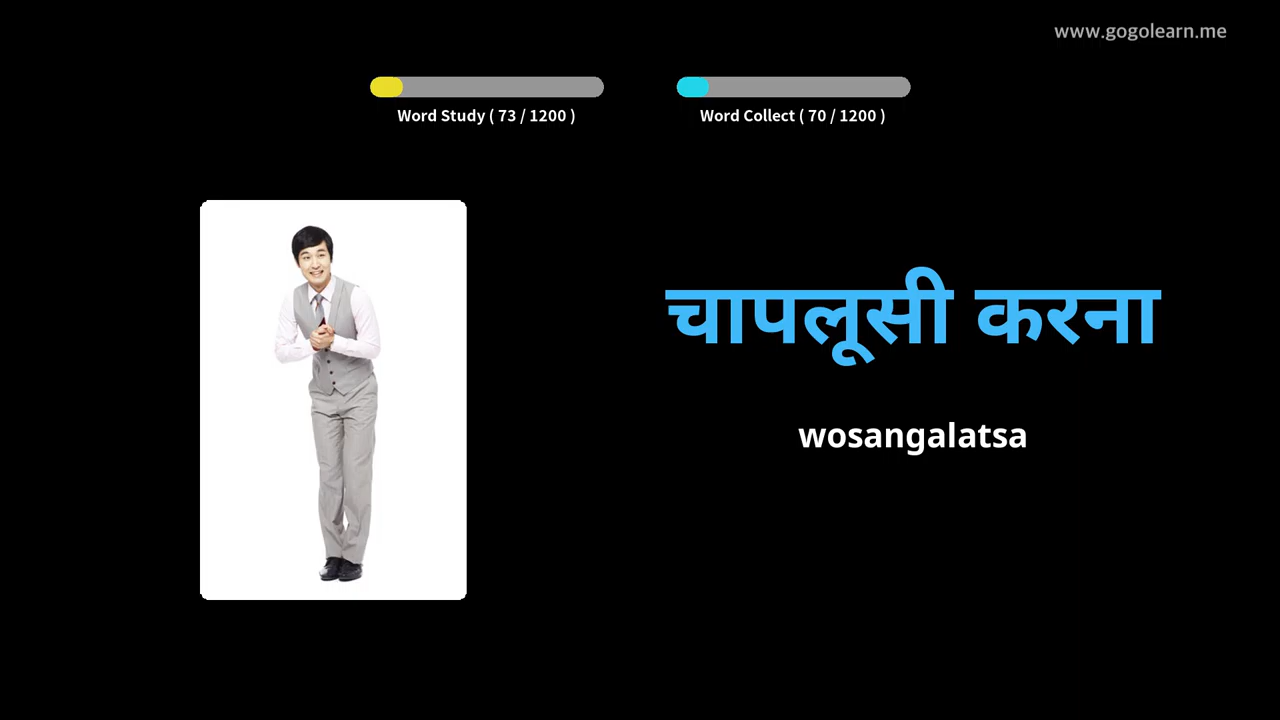 www.gogolearn.me
Word Study ( 73 / 1200 )
Word Collect ( 70 / 1200 )
चापलूसी करना
wosangalatsa